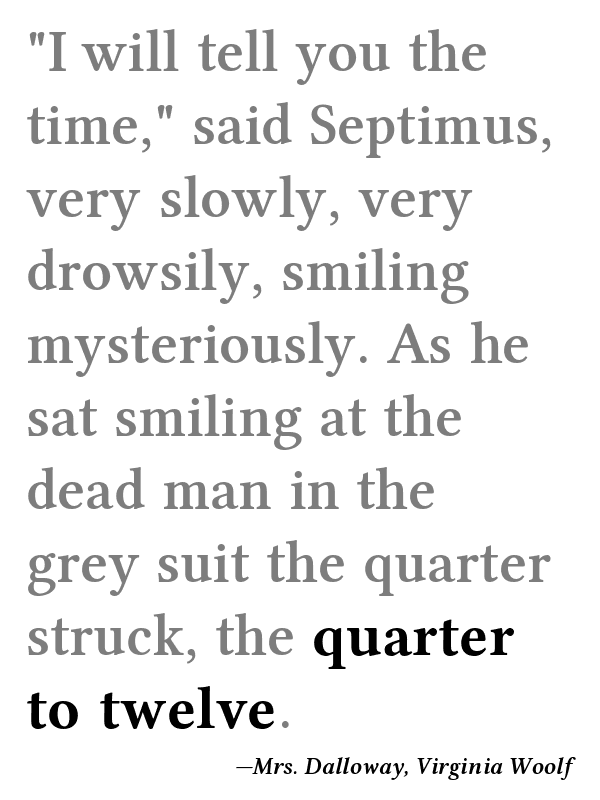 "I will tell you the
time," said Septimus,
very slowly, very
drowsily, smiling
mysteriously. As he
sat smiling at the
dead man in the
grey suit the quarter
struck, the quarter
to twelve.
—Mrs. Dalloway, Virginia Woolf